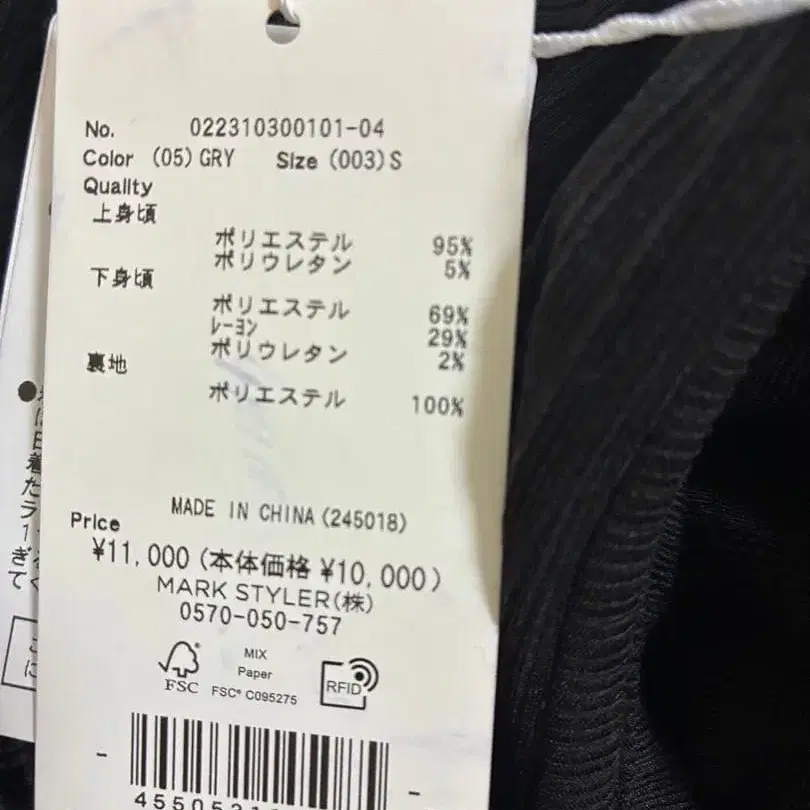 No. 022310300101-04
Color (05)GRY Size (003)S
Quality
上身頃
ポリエステル 95%
ポリウレタン 5%
下身頃
ポリエステル 69%
レーヨン 29%
ポリウレタン 2%
裏地
ポリエステル 100%
MADE IN CHINA(245018)
Price
¥11,000(本体価格 ¥10,000)
MARK STYLER(株)
0570-050-757
FSC
MIX
Paper
FSC® C095275
RFID